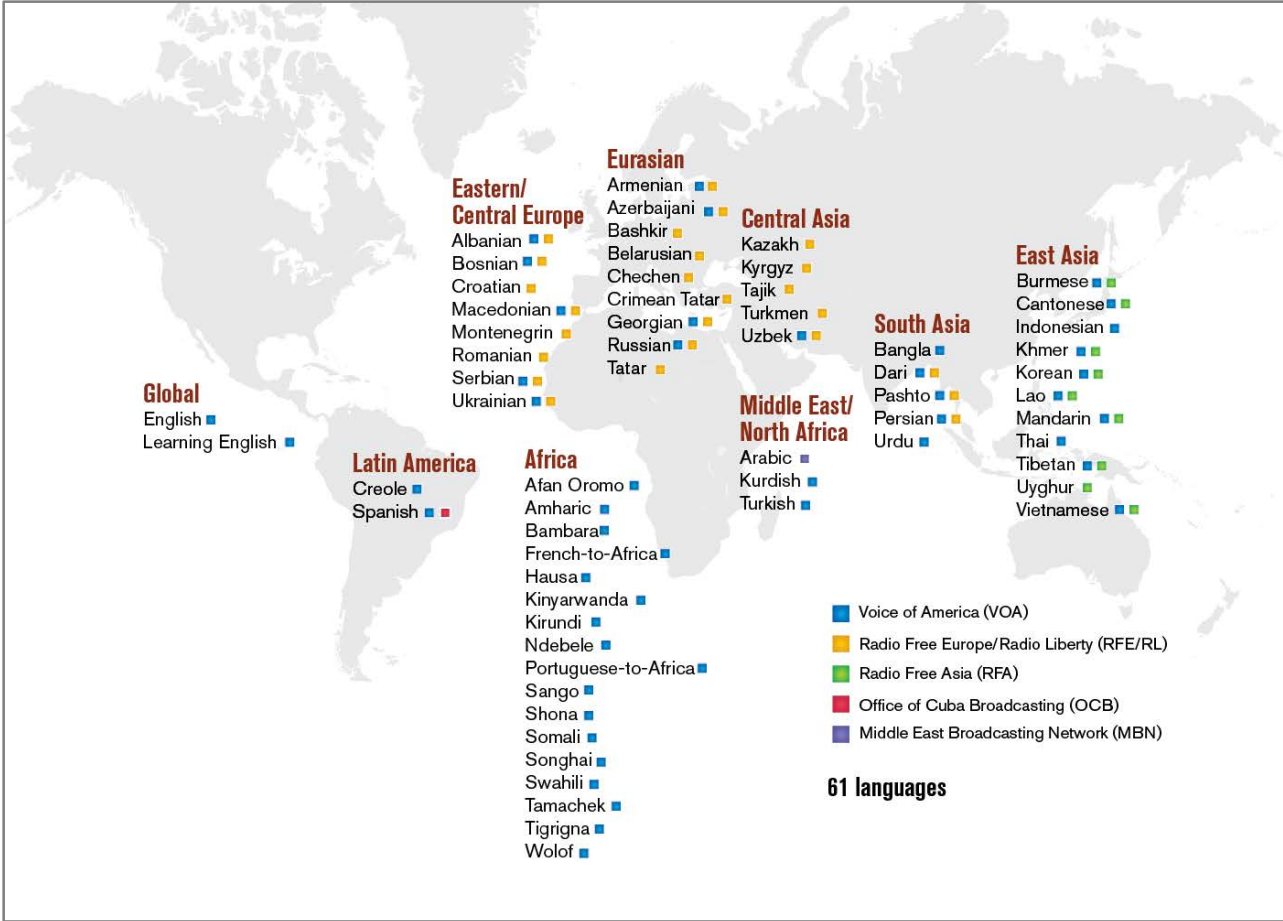 Global
English
Learning English
Latin America
Creole
Spanish
Eastern/
Central Europe
Albanian
Bosnian
Croatian
Macedonian
Montenegrin
Romanian
Serbian
Ukrainian
Africa
Afan Oromo
Amharic
Bambara
French-to-Africa
Hausa
Kinyarwanda
Kirundi
Ndebele
Portuguese-to-Africa
Sango
Shona
Somali
Songhai
Swahili
Tamachek
Tigrigna
Wolof
Eurasian
Armenian
Azerbaijani
Bashkir
Belarusian
Chechen
Crimean Tatar
Georgian
Russian
Tatar
Central Asia
Kazakh
Kyrgyz
Tajik
Turkmen
Uzbek
Middle East/
North Africa
Arabic
Kurdish
Turkish
South Asia
Bangla
Dari
Pashto
Persian
Urdu
East Asia
Burmese
Cantonese
Indonesian
Khmer
Korean
Lao
Mandarin
Thai
Tibetan
Uyghur
Vietnamese
Voice of America (VOA)
Radio Free Europe/Radio Liberty (RFE/RL)
Radio Free Asia (RFA)
Office of Cuba Broadcasting (OCB)
Middle East Broadcasting Network (MBN)
61 languages